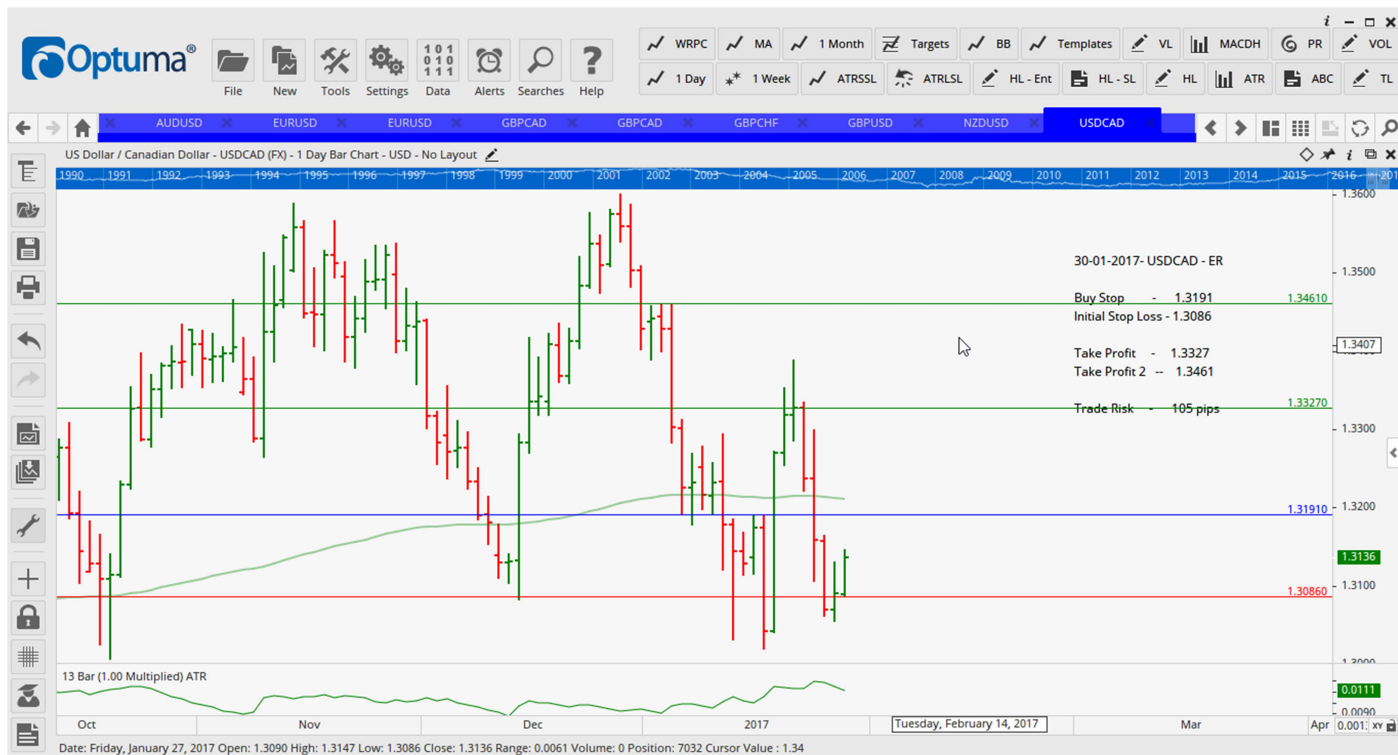 Optuma®
File New Tools Settings Data Alerts Searches Help
WRPC MA 1 Month Targets BB Templates VL MACDH PR VOL
1 Day 1 Week ATRSSL ATRLSL HL - Ent HL - SL HL ATR ABC TL
AUDUSD EURUSD EURUSD GBPCAD GBPCAD GBPCHF GBPUSD NZDUSD USDCAD
US Dollar / Canadian Dollar - USDCAD (FX) - 1 Day Bar Chart - USD - No Layout
1990 1991 1992 1993 1994 1995 1996 1997 1998 1999 2000 2001 2002 2003 2004 2005 2006 2007 2008 2009 2010 2011 2012 2013 2014 2015 2016
1.3600
30-01-2017- USDCAD - ER
1.3500
Buy Stop - 1.3191
1.34610
Initial Stop Loss - 1.3086
1.3407
Take Profit - 1.3327
Take Profit 2 -- 1.3461
1.33270
Trade Risk - 105 pips
1.3300
1.3200
1.31910
1.3136
1.3100
1.30860
1.3000
13 Bar (1.00 Multiplied) ATR
0.0111
0.0090
Oct Nov Dec 2017 Tuesday, February 14, 2017 Mar Apr XY
Date: Friday, January 27, 2017 Open: 1.3090 High: 1.3147 Low: 1.3086 Close: 1.3136 Range: 0.0061 Volume: 0 Position: 7032 Cursor Value : 1.34